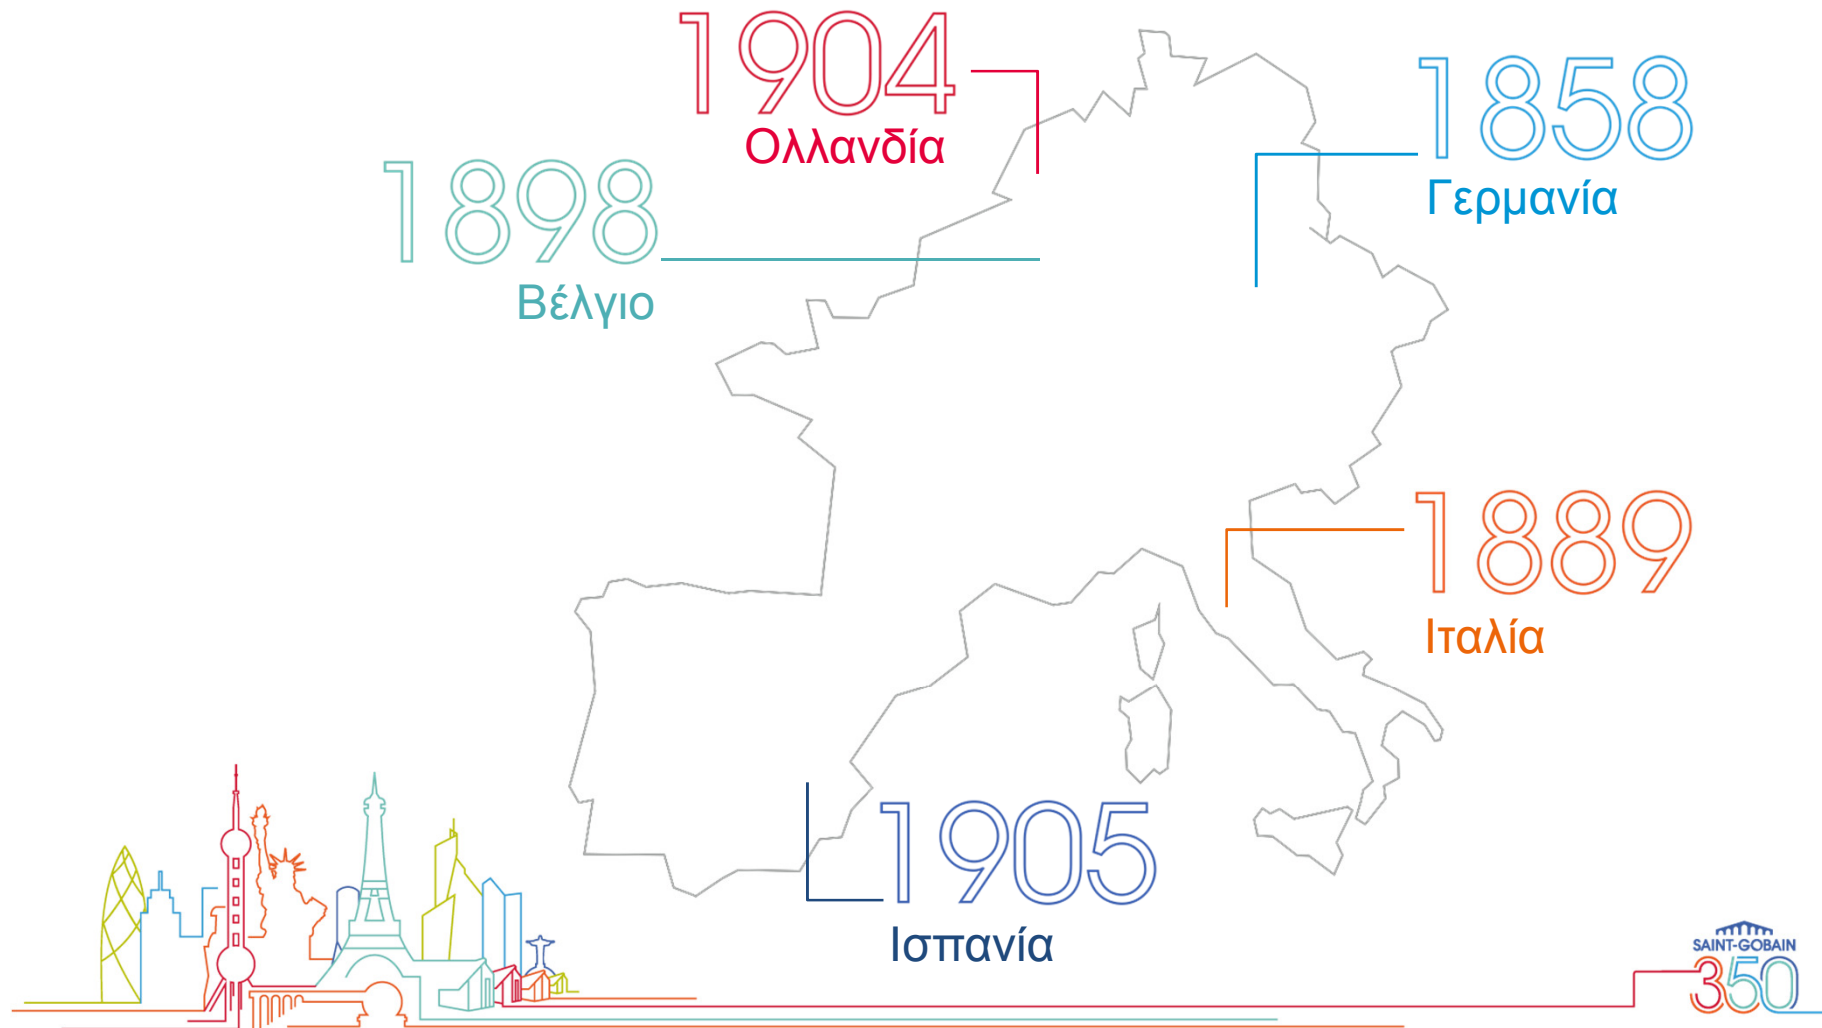 1904
Ολλανδία
1858
Γερμανία
1898
Βέλγιο
1889
Ιταλία
1905
Ισπανία
SAINT-GOBAIN
350